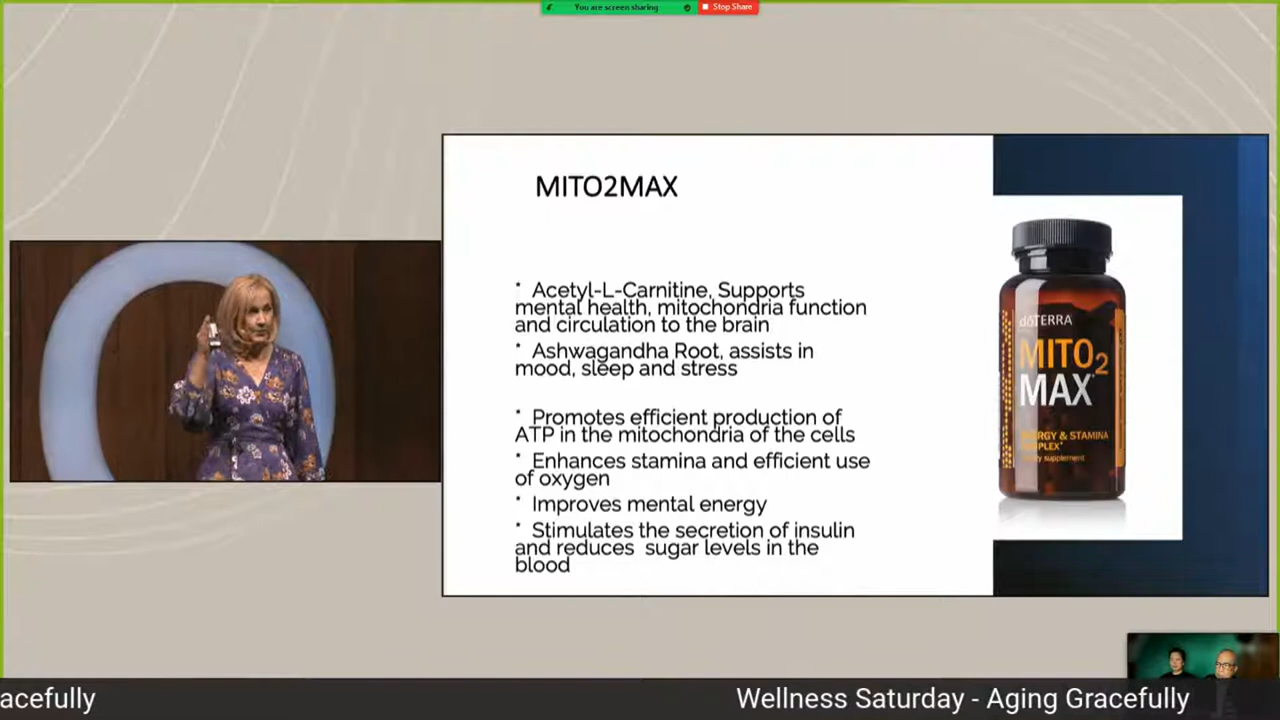 You are screen sharing
Stop Share
MITO2MAX
* Acetyl-L-Carnitine, Supports
mental health, mitochondria function
and circulation to the brain
* Ashwagandha Root, assists in
mood, sleep and stress
* Promotes efficient production of
ATP in the mitochondria of the cells
* Enhances stamina and efficient use
of oxygen
* Improves mental energy
* Stimulates the secretion of insulin
and reduces sugar levels in the
blood
dōTERRA
MITO2
MAX
& STAMINA
supplement
acefully
Wellness Saturday - Aging Gracefully